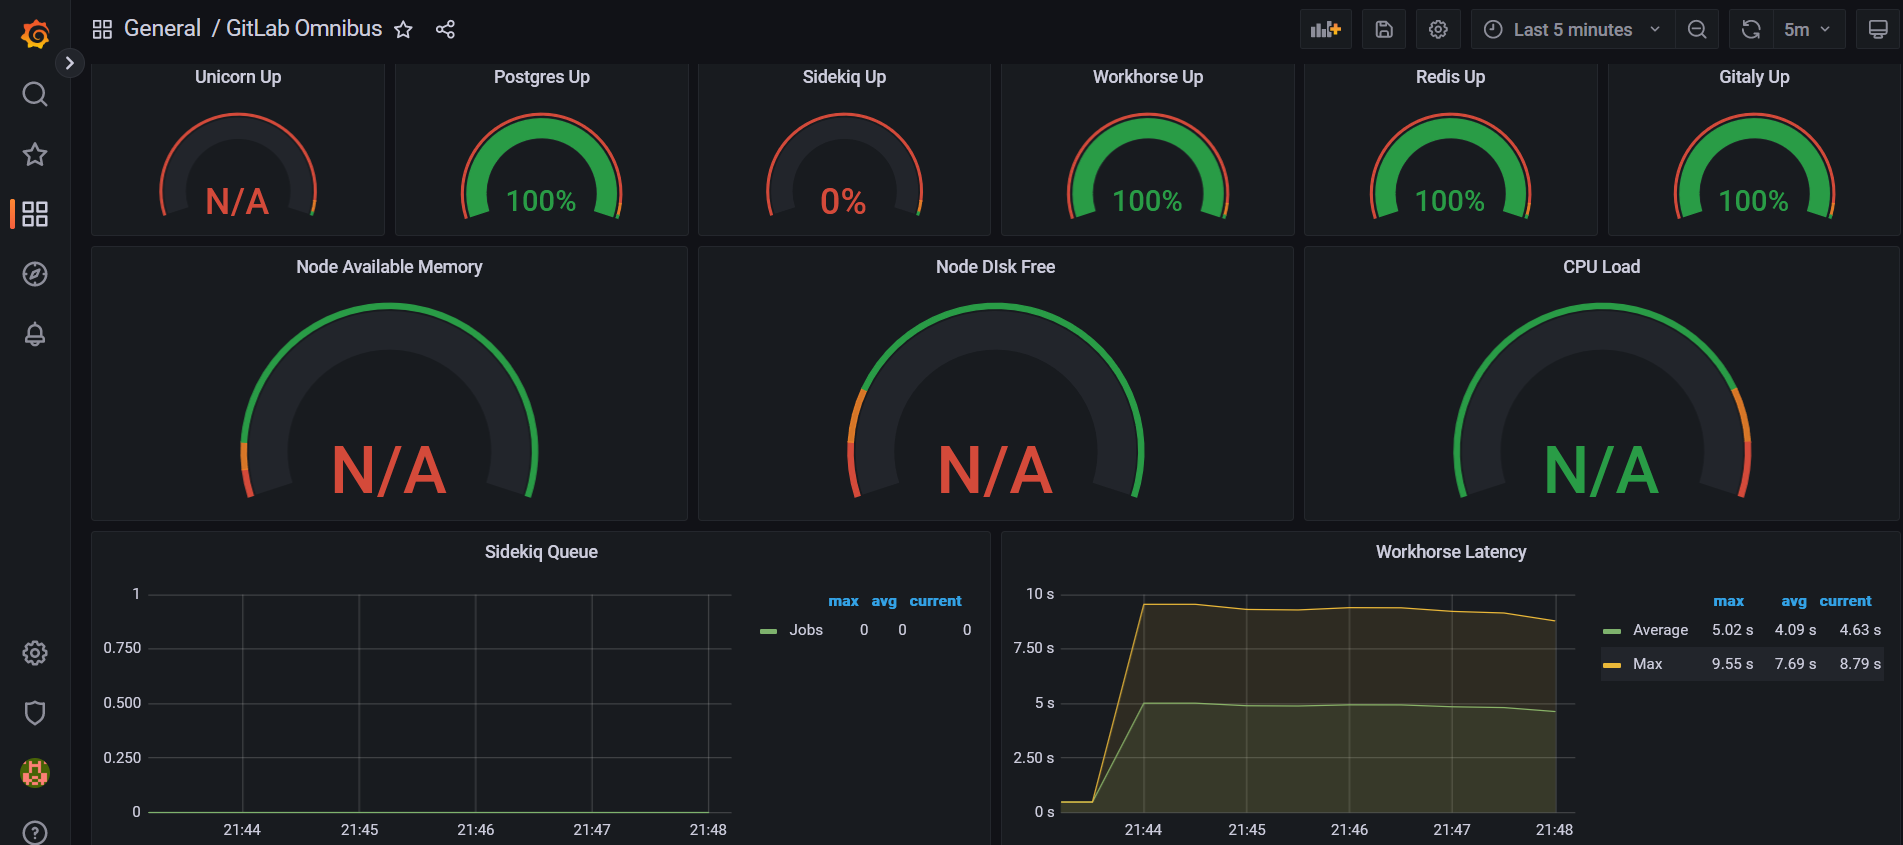 General / GitLab Omnibus
Last 5 minutes
5m
Unicorn Up
N/A
Postgres Up
100%
Sidekiq Up
0%
Workhorse Up
100%
Redis Up
100%
Gitaly Up
100%
Node Available Memory
N/A
Node DIsk Free
N/A
CPU Load
N/A
Sidekiq Queue
1
0.750
0.500
0.250
0
21:44 21:45 21:46 21:47 21:48
max avg current
Jobs 0 0 0
Workhorse Latency
10 s
7.50 s
5 s
2.50 s
0 s
21:44 21:45 21:46 21:47 21:48
max avg current
Average 5.02 s 4.09 s 4.63 s
Max 9.55 s 7.69 s 8.79 s